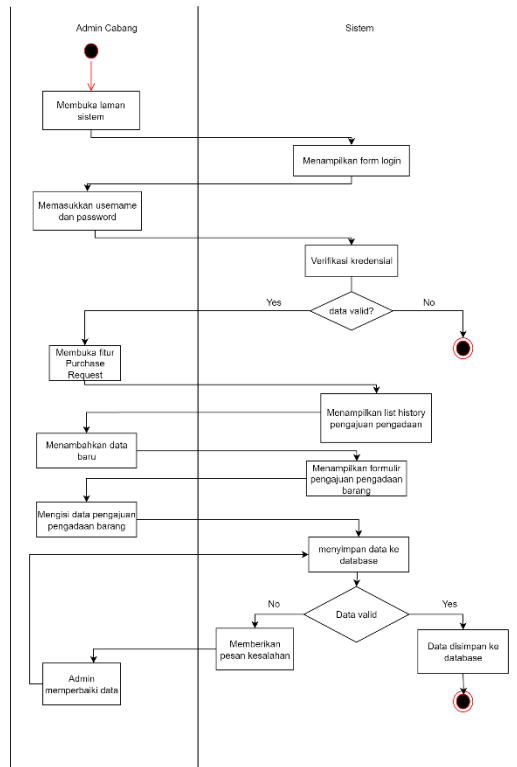 Admin Cabang
Sistem
Membuka laman
sistem
Menampilkan form login
Memasukkan username
dan password
Verifikasi kredensial
data valid?
Yes
No
Membuka fitur
Purchase
Request
Menampilkan list history
pengajuan pengadaan
Menambahkan data
baru
Menampilkan formulir
pengajuan pengadaan
barang
Mengisi data pengajuan
pengadaan barang
menyimpan data ke
database
Data valid
No
Yes
Memberikan
pesan kesalahan
Data disimpan ke
database
Admin
memperbaiki data